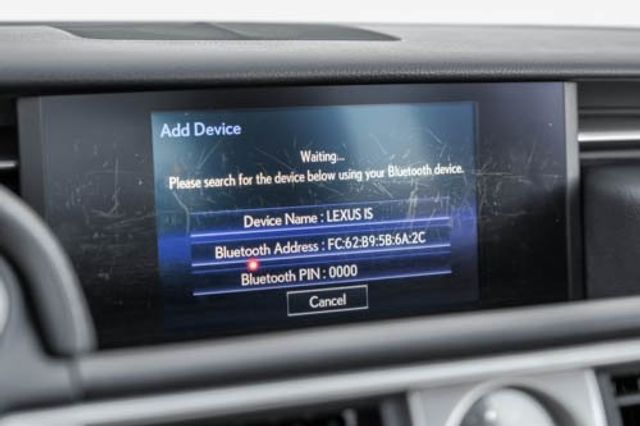 Add Device
Waiting...
Please search for the device below using your Bluetooth device.
Device Name : LEXUS IS
Bluetooth Address : FC:62:B9:5B:6A:2C
Bluetooth PIN : 0000
Cancel